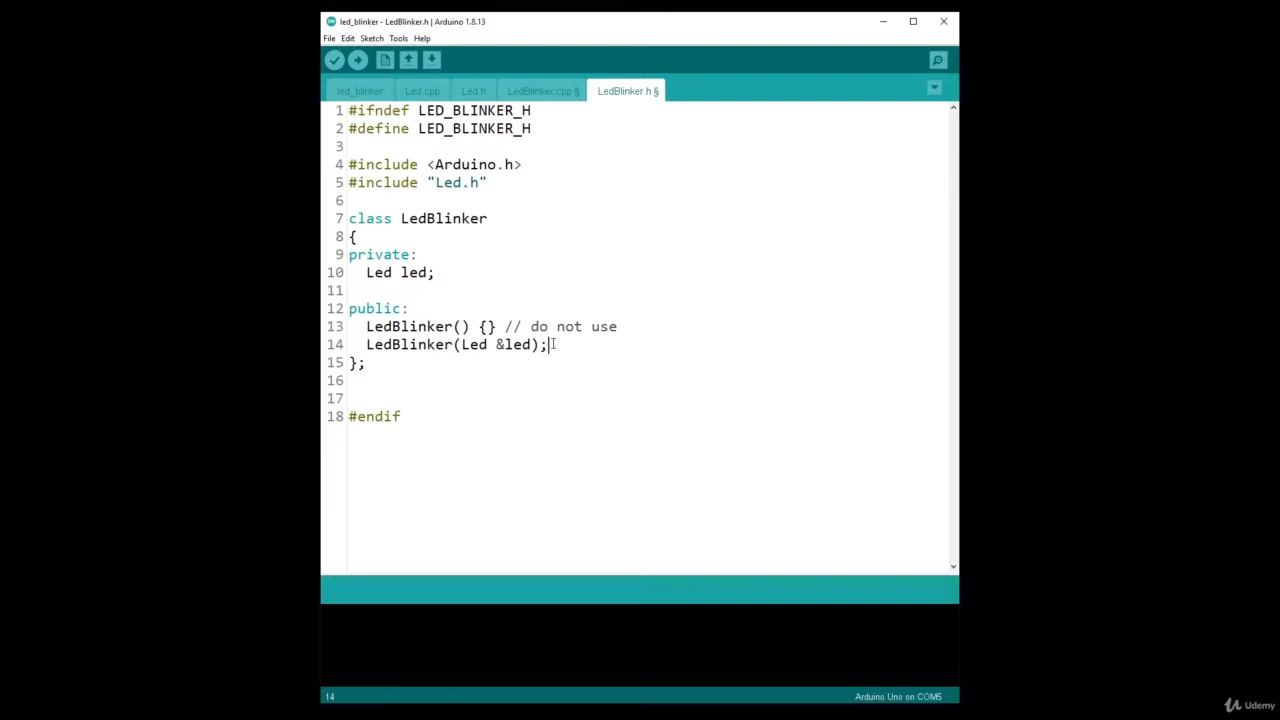 led_blinker - LedBlinker.h | Arduino 1.8.13
File Edit Sketch Tools Help
led_blinker Led.cpp Led.h LedBlinker.cpp § LedBlinker.h §
1 #ifndef LED_BLINKER_H
2 #define LED_BLINKER_H
3
4 #include <Arduino.h>
5 #include "Led.h"
6
7 class LedBlinker
8 {
9 private:
10 Led led;
11
12 public:
13 LedBlinker() {} // do not use
14 LedBlinker(Led &led);
15 };
16
17
18 #endif
14 Arduino Uno on COM5
Udemy